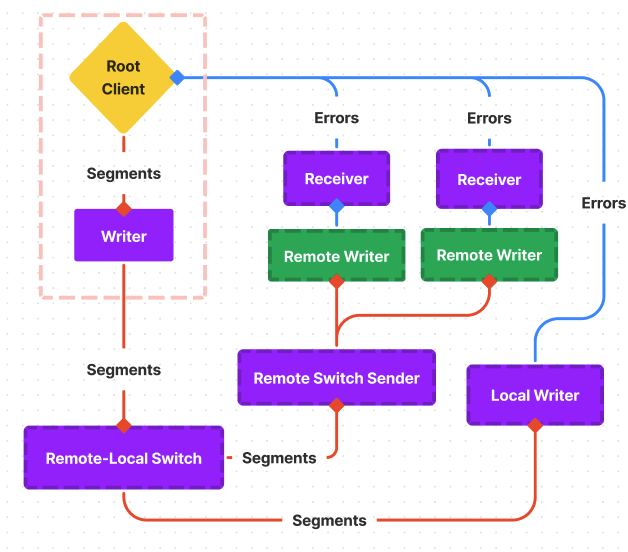 Root
Client
Errors
Errors
Segments
Receiver
Receiver
Errors
Writer
Remote Writer
Remote Writer
Segments
Remote Switch Sender
Local Writer
Remote-Local Switch
Segments
Segments